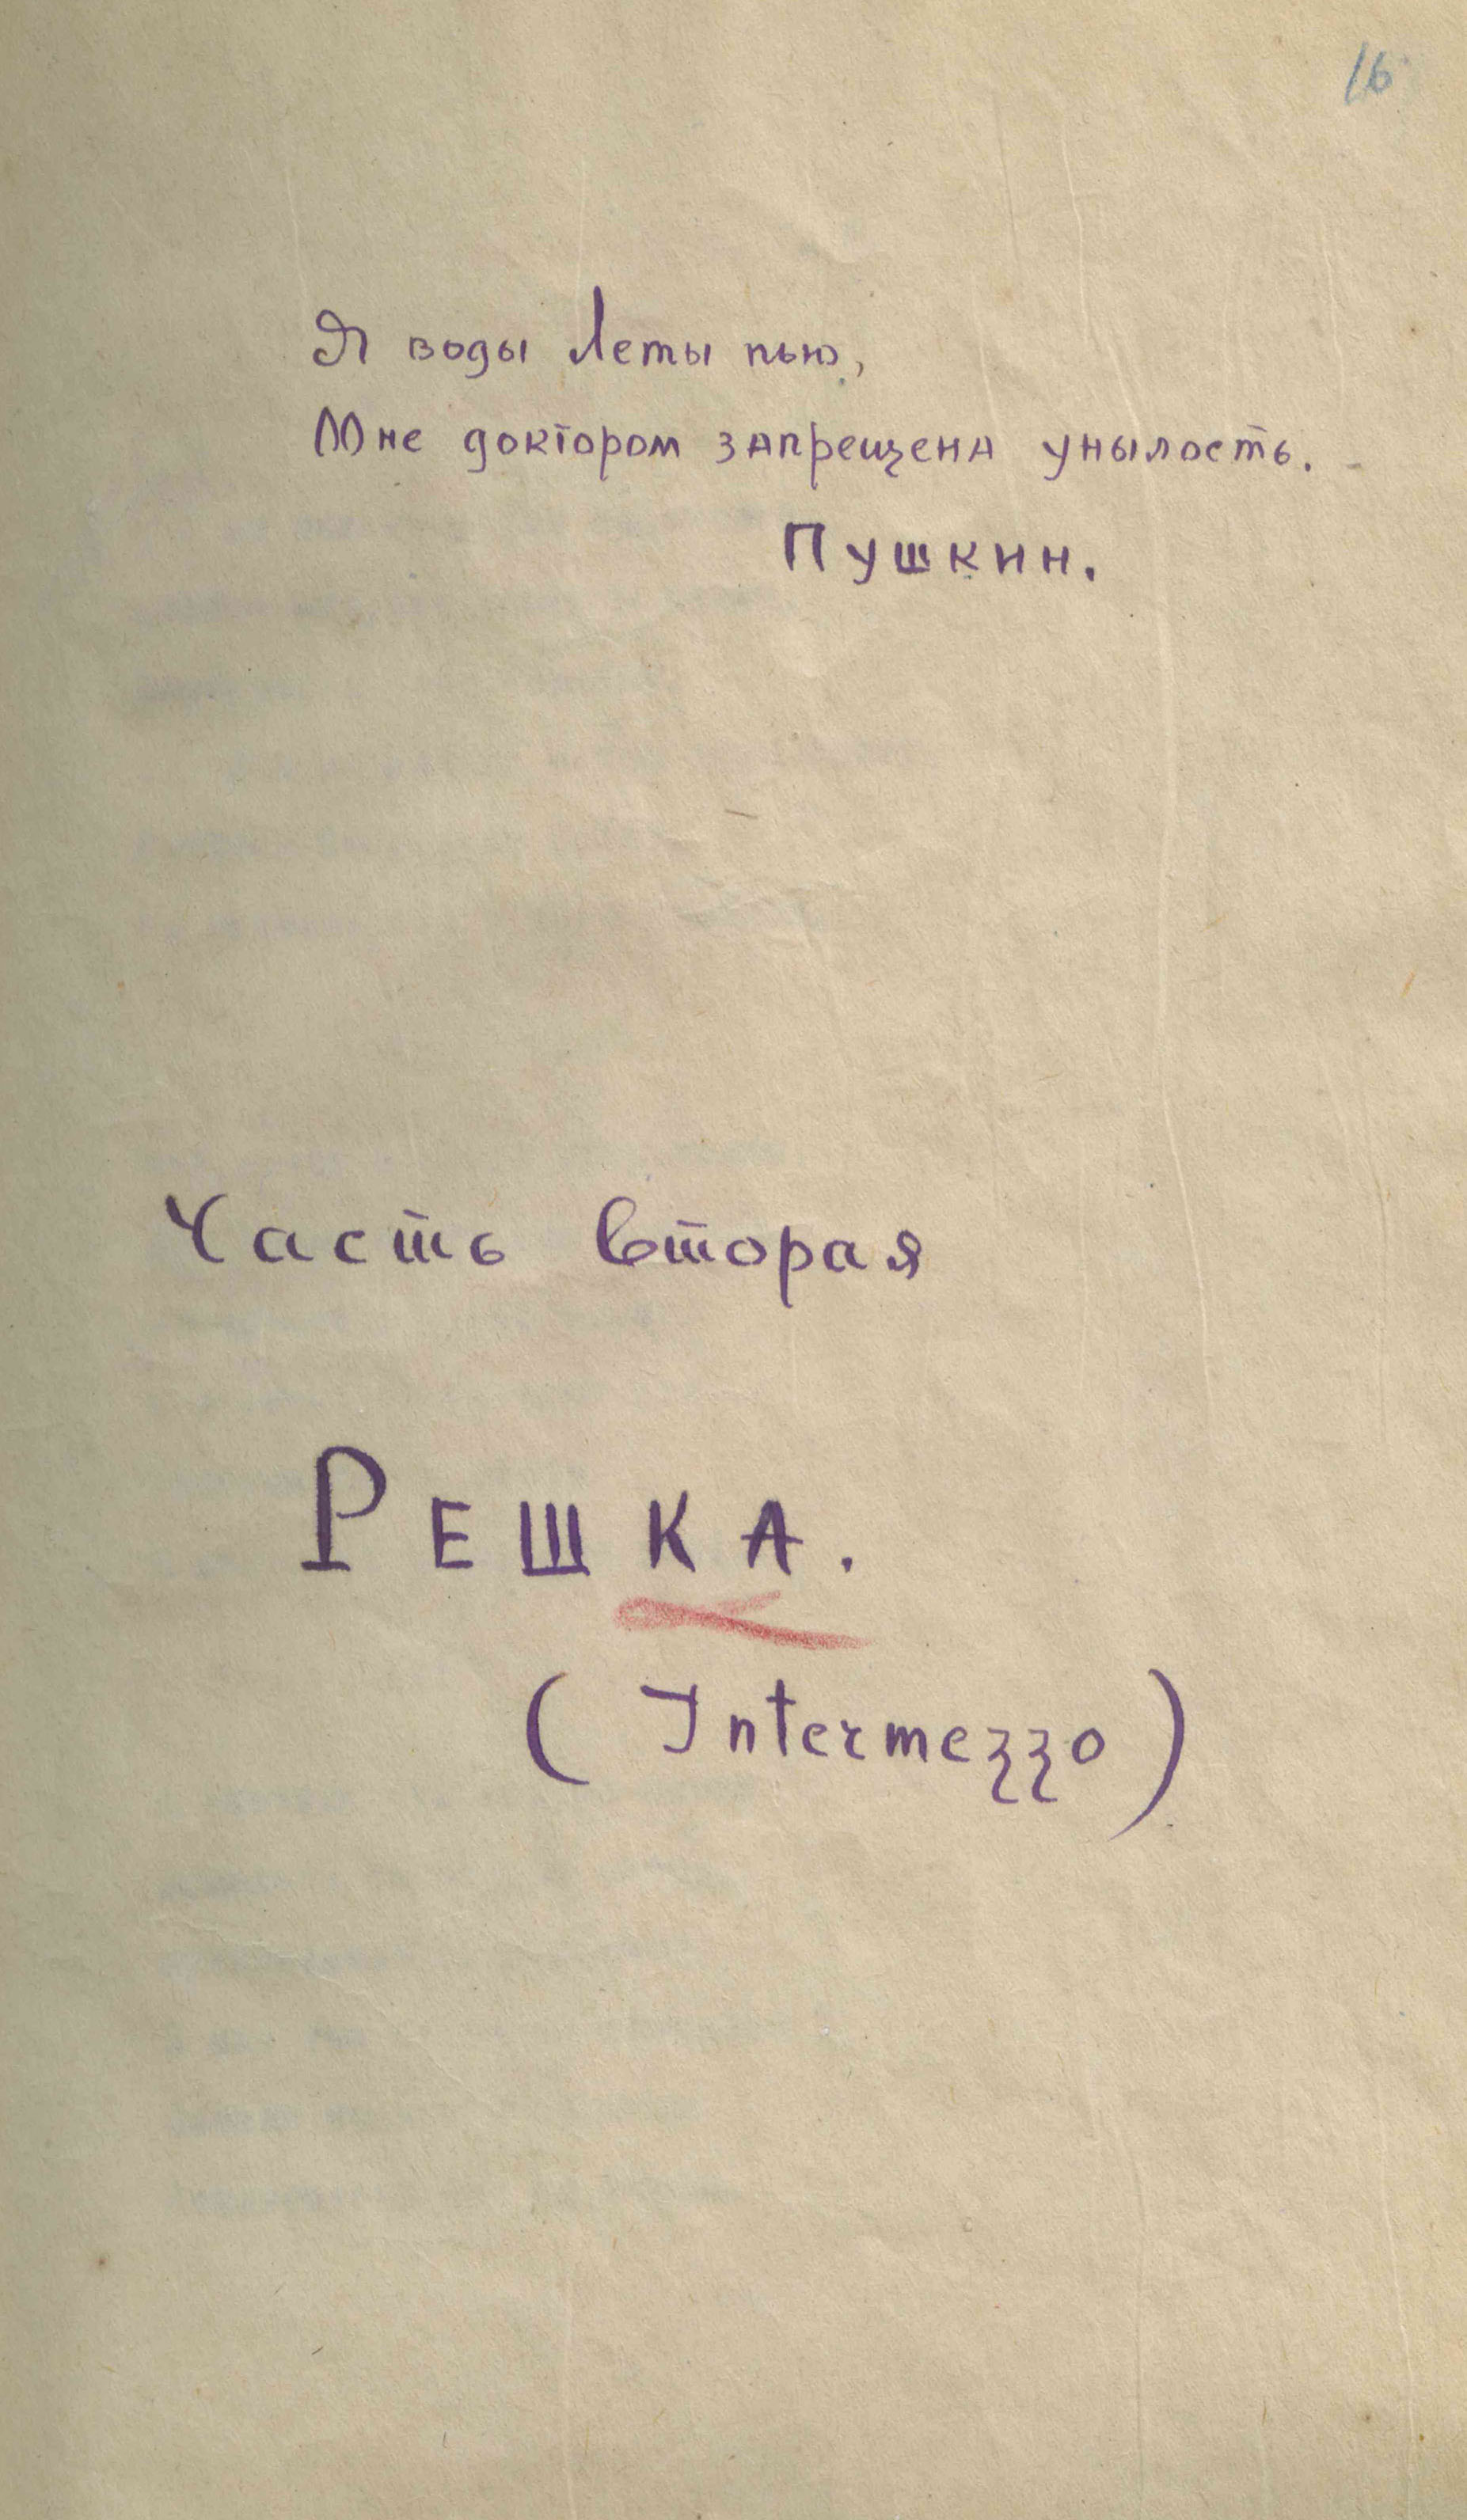 16
Я воды Леты пью,
Мне доктором запрещена унылость.
Пушкин.
Часть вторая
РЕШКА.
(Intermezzo)